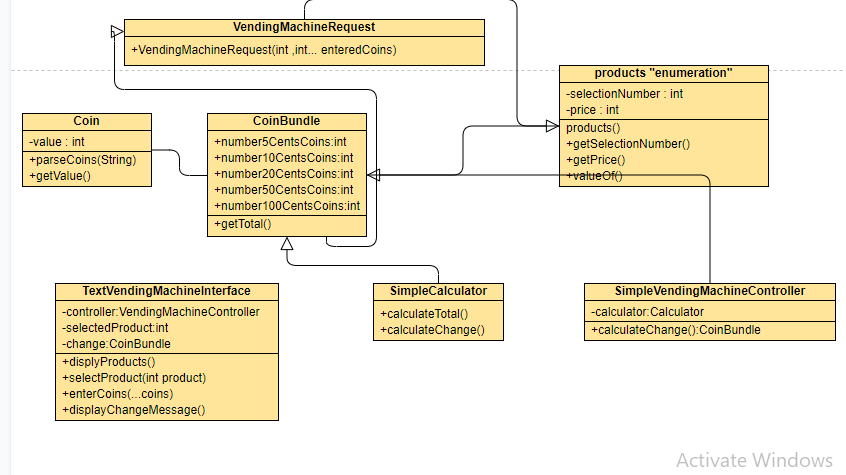 VendingMachineRequest
+VendingMachineRequest(int ,int... enteredCoins)
products "enumeration"
-selectionNumber : int
-price : int
products()
+getSelectionNumber()
+getPrice()
+valueOf()
Coin
-value : int
+parseCoins(String)
+getValue()
CoinBundle
+number5CentsCoins:int
+number10CentsCoins:int
+number20CentsCoins:int
+number50CentsCoins:int
+number100CentsCoins:int
+getTotal()
TextVendingMachineInterface
-controller:VendingMachineController
-selectedProduct:int
-change:CoinBundle
+displyProducts()
+selectProduct(int product)
+enterCoins(...coins)
+displayChangeMessage()
SimpleCalculator
+calculateTotal()
+calculateChange()
SimpleVendingMachineController
-calculator:Calculator
+calculateChange():CoinBundle
Activate Windows